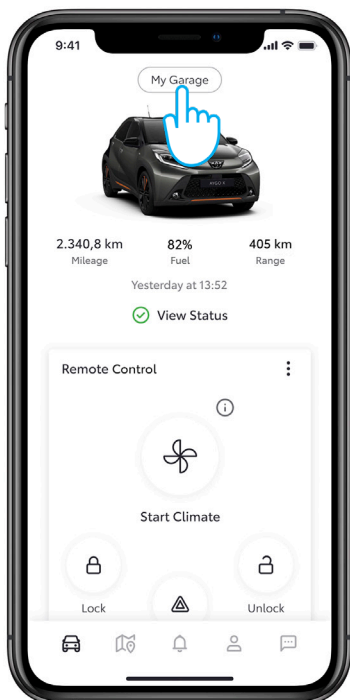 9:41
My Garage
AYGO X
2.340,8 km 82% 405 km
Mileage Fuel Range
Yesterday at 13:52
View Status
Remote Control
Start Climate
Lock Unlock